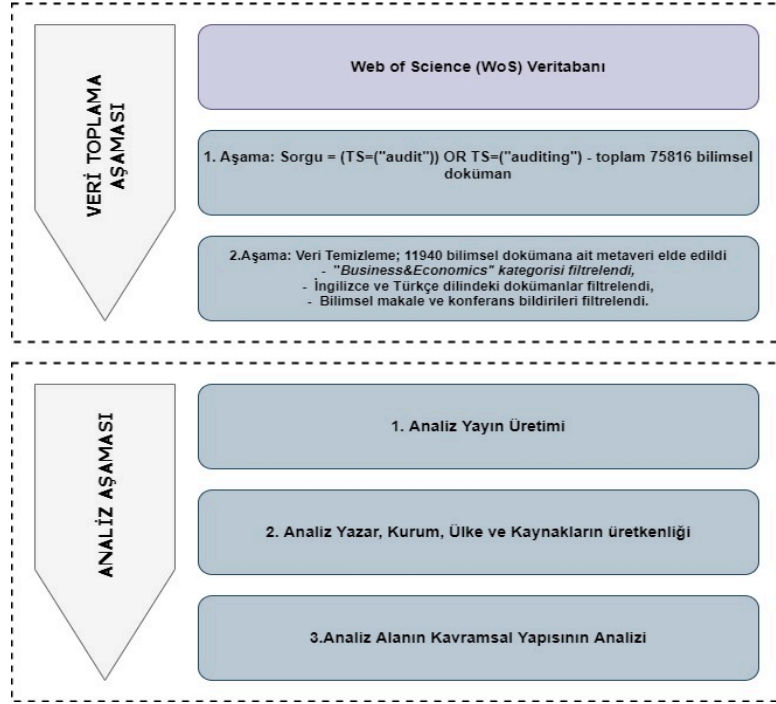 VERİ TOPLAMA
AŞAMASI
Web of Science (WoS) Veritabanı
1. Aşama: Sorgu = (TS=("audit")) OR TS=("auditing") - toplam 75816 bilimsel
doküman
2.Aşama: Veri Temizleme; 11940 bilimsel dokümana ait metaveri elde edildi
- "Business&Economics" kategorisi filtrelendi,
- İngilizce ve Türkçe dilindeki dokümanlar filtrelendi,
- Bilimsel makale ve konferans bildirileri filtrelendi.
ANALİZ AŞAMASI
1. Analiz Yayın Üretimi
2. Analiz Yazar, Kurum, Ülke ve Kaynakların üretkenliği
3.Analiz Alanın Kavramsal Yapısının Analizi